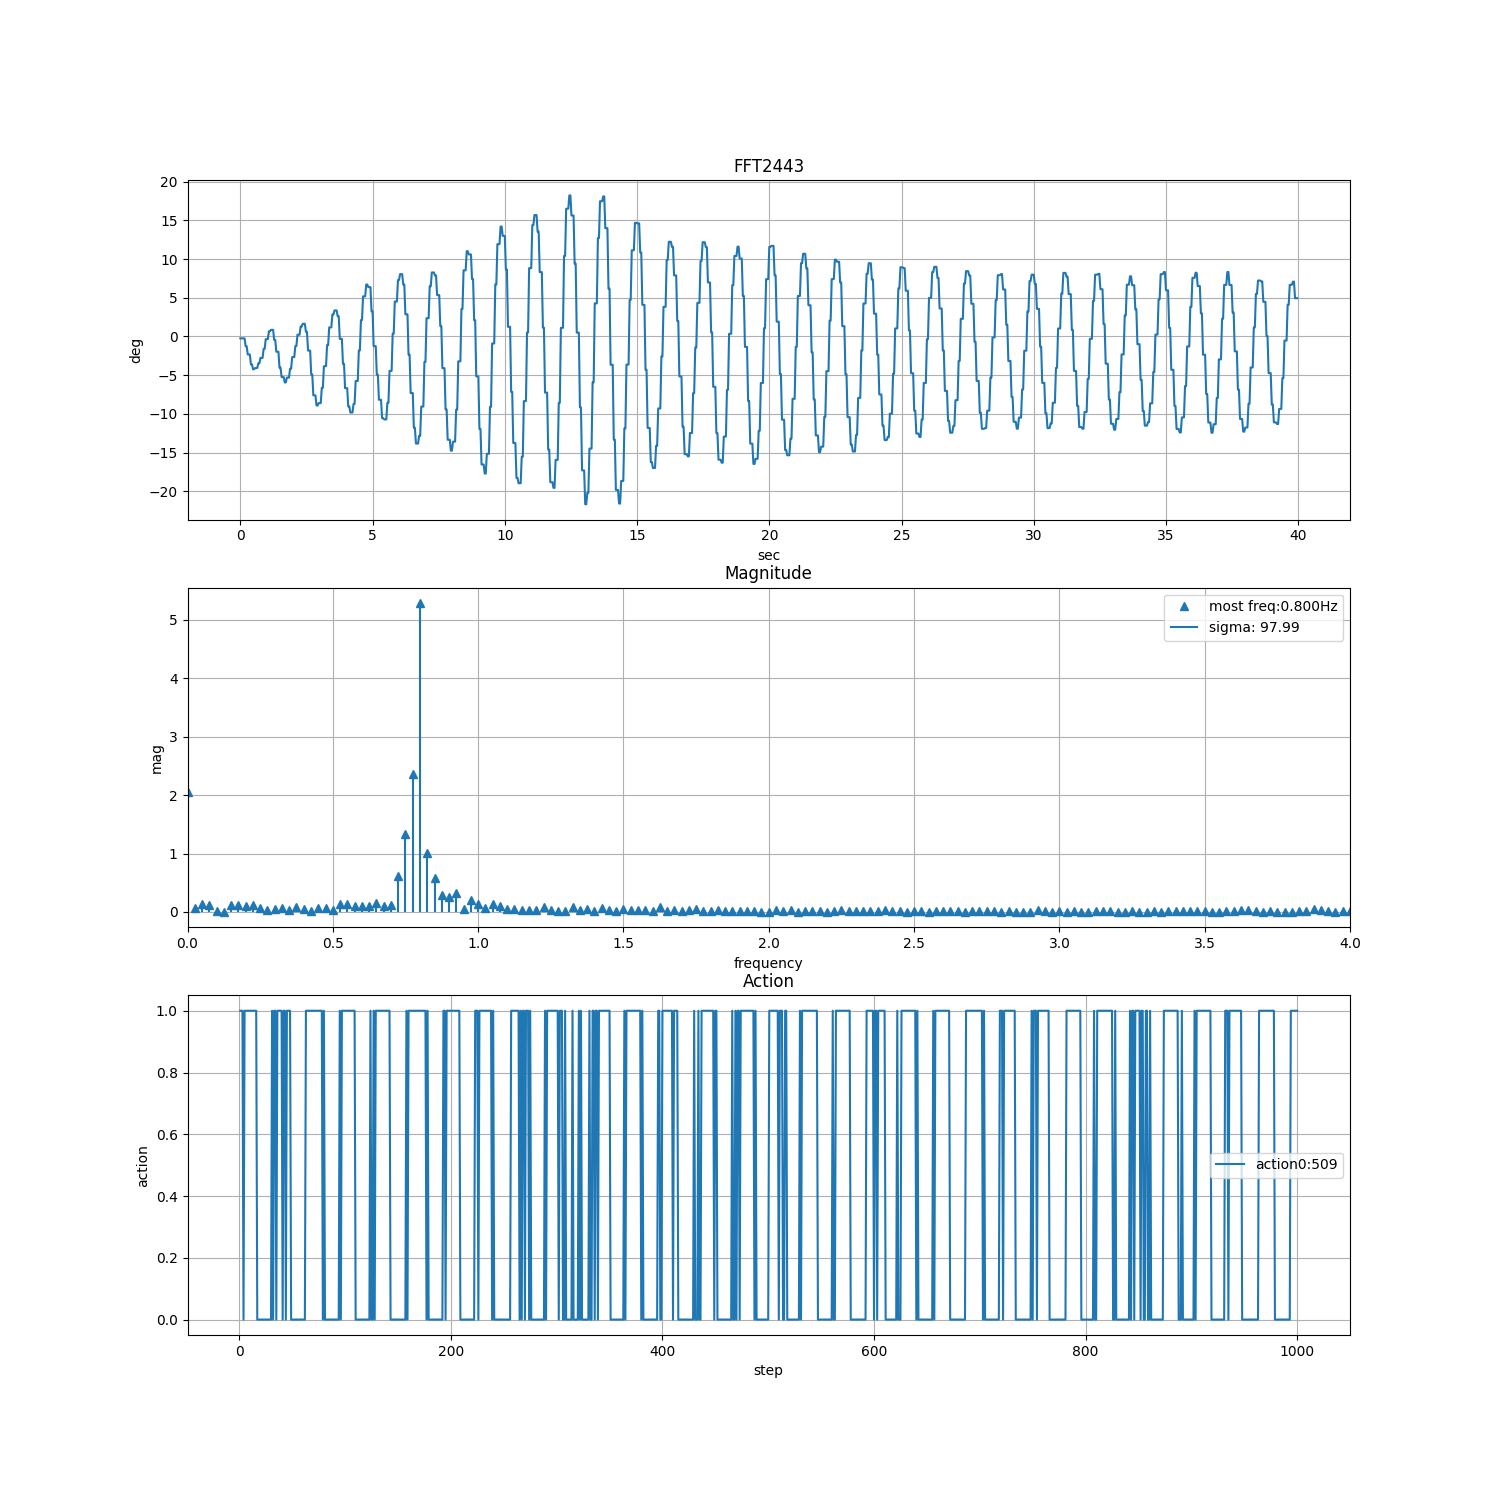 FFT2443
20
15
10
5
0
−5
−10
−15
−20
deg
0 5 10 15 20 25 30 35 40
sec
Magnitude
most freq:0.800Hz
sigma: 97.99
5
4
3
2
1
0
mag
0.0 0.5 1.0 1.5 2.0 2.5 3.0 3.5 4.0
frequency
Action
1.0
0.8
0.6
0.4
0.2
0.0
action
action0:509
0 200 400 600 800 1000
step